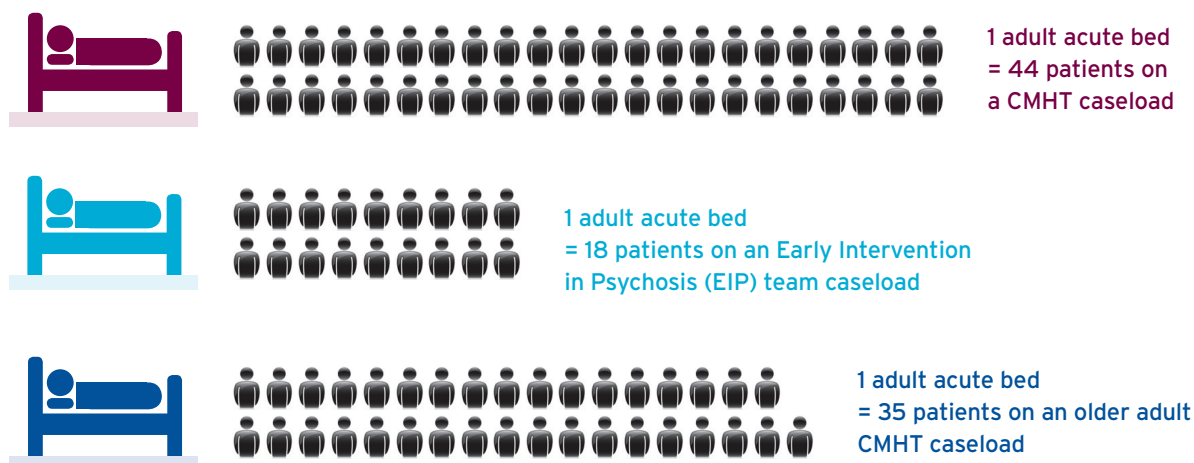 1 adult acute bed
= 44 patients on
a CMHT caseload
1 adult acute bed
= 18 patients on an Early Intervention
in Psychosis (EIP) team caseload
1 adult acute bed
= 35 patients on an older adult
CMHT caseload